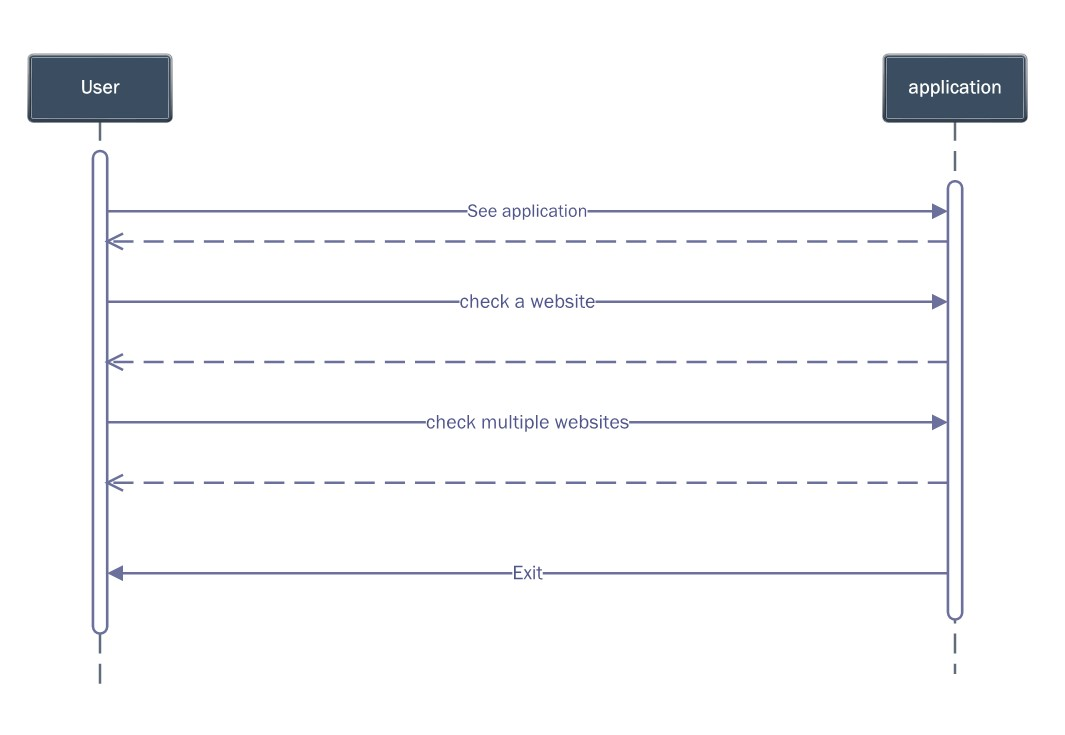 User
application
See application
check a website
check multiple websites
Exit